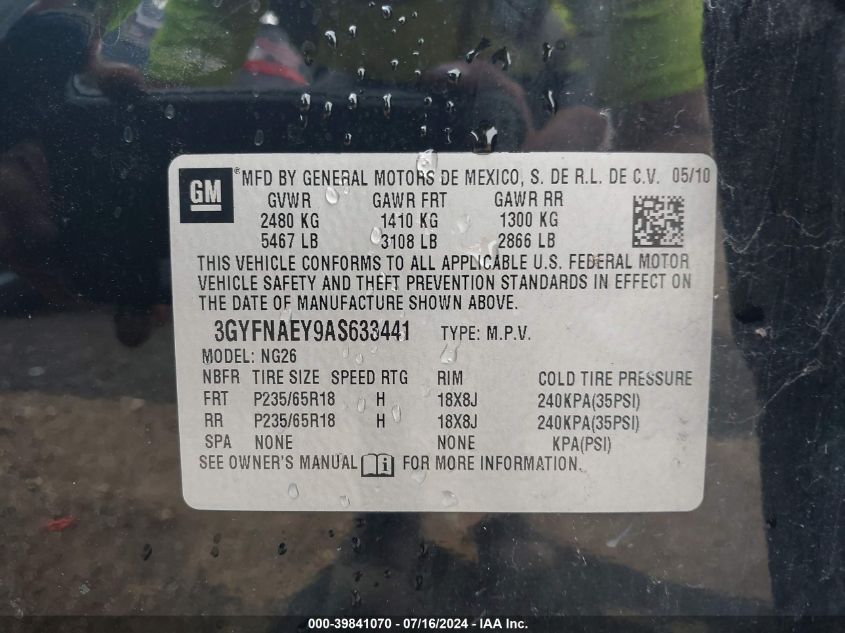 GM ®MFD BY GENERAL MOTORS DE MEXICO, S. DE R.L. DE C.V. 05/10
GVWR GAWR FRT GAWR RR
2480 KG 1410 KG 1300 KG
5467 LB 3108 LB 2866 LB
THIS VEHICLE CONFORMS TO ALL APPLICABLE U.S. FEDERAL MOTOR
VEHICLE SAFETY AND THEFT PREVENTION STANDARDS IN EFFECT ON
THE DATE OF MANUFACTURE SHOWN ABOVE.
3GYFNAEY9AS633441 TYPE: M.P.V.
MODEL: NG26
NBFR TIRE SIZE SPEED RTG RIM COLD TIRE PRESSURE
FRT P235/65R18 H 18X8J 240KPA(35PSI)
RR P235/65R18 H 18X8J 240KPA(35PSI)
SPA NONE NONE KPA(PSI)
SEE OWNER'S MANUAL FOR MORE INFORMATION.
000-39841070 / 07/16/2024 - IAA Inc.